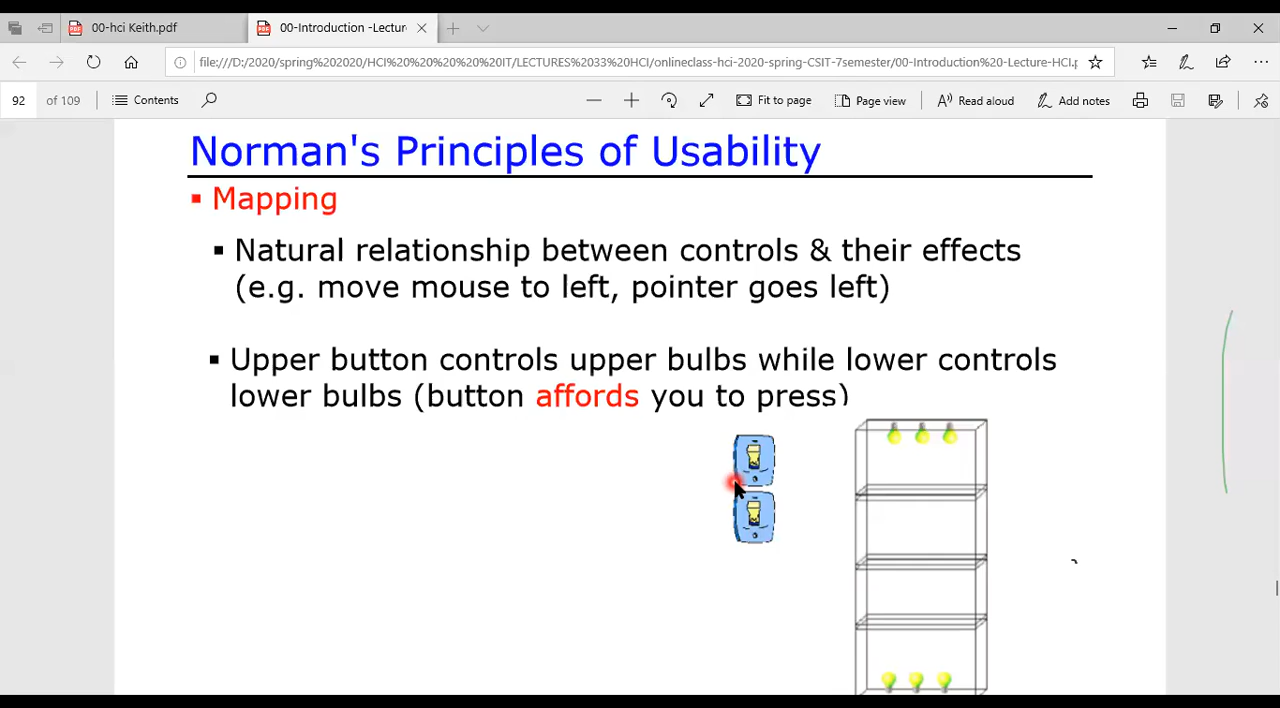 00-hci Keith.pdf
00-Introduction -Lectur
file:///D:/2020/spring%202020/HCI%20%20%20%20%20IT/LECTURES%2033%20HCI/onlineclass-hci-2020-spring-CSIT-7semester/00-Introduction%20-Lecture-HCI.p
92 of 109
Contents
Fit to page
Page view
Read aloud
Add notes
Norman's Principles of Usability
▪ Mapping
▪ Natural relationship between controls & their effects
(e.g. move mouse to left, pointer goes left)
▪ Upper button controls upper bulbs while lower controls
lower bulbs (button affords you to press)